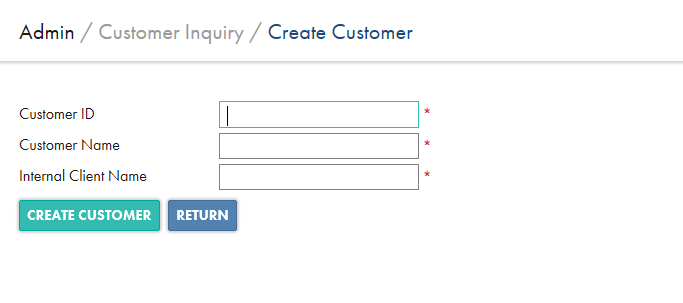 Admin / Customer Inquiry / Create Customer
Customer ID *
Customer Name *
Internal Client Name *
CREATE CUSTOMER RETURN